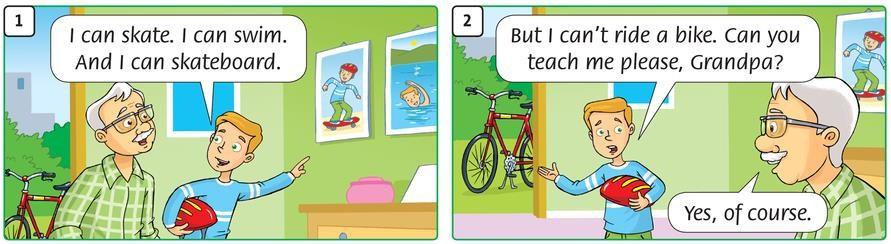 1
I can skate. I can swim.
And I can skateboard.
2
But I can't ride a bike. Can you
teach me please, Grandpa?
Yes, of course.